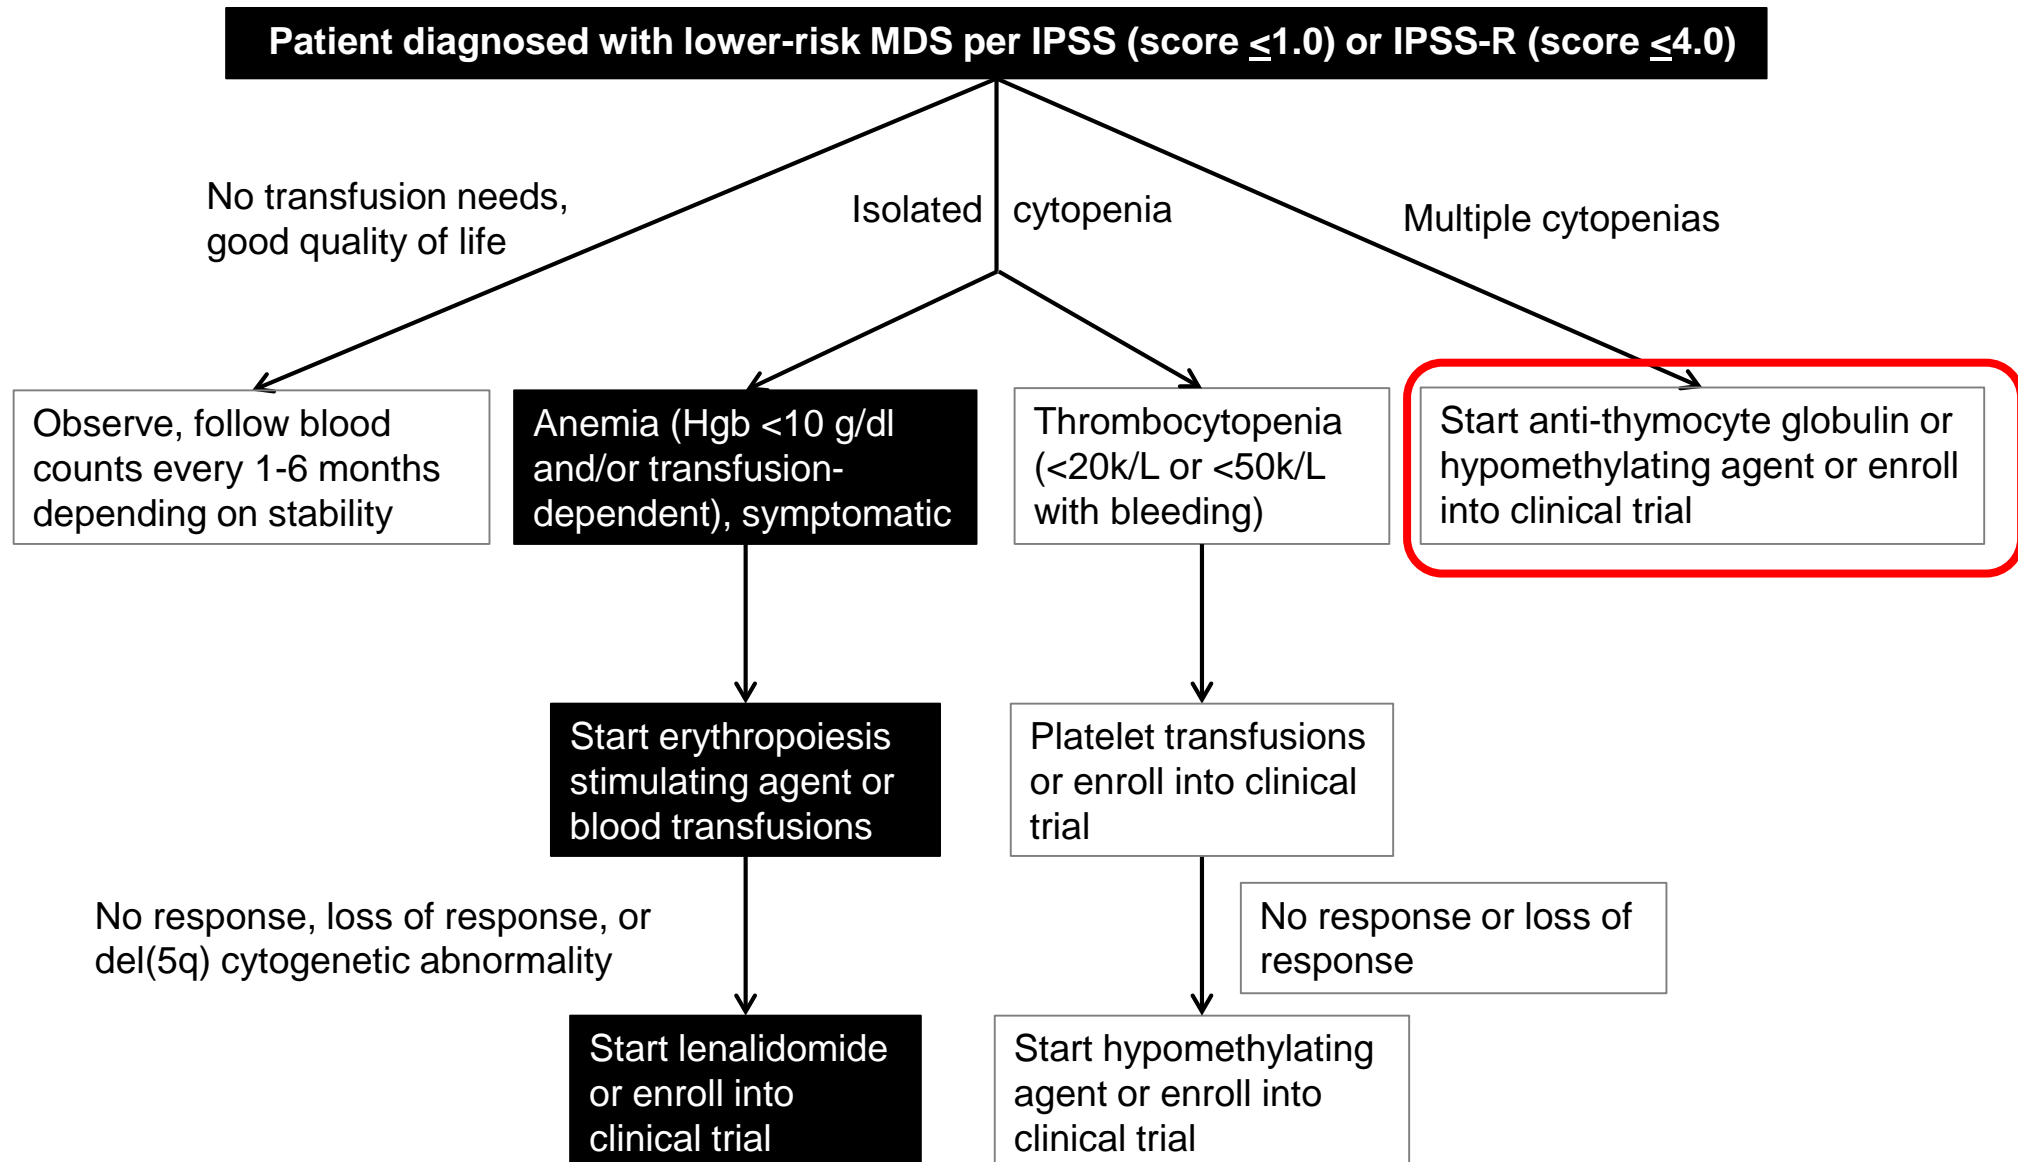 Patient diagnosed with lower-risk MDS per IPSS (score ≤1.0) or IPSS-R (score ≤4.0)
No transfusion needs,
good quality of life
Isolated cytopenia
Multiple cytopenias
Observe, follow blood
counts every 1-6 months
depending on stability
Anemia (Hgb <10 g/dl
and/or transfusion-
dependent), symptomatic
Thrombocytopenia
(<20k/L or <50k/L
with bleeding)
Start anti-thymocyte globulin or
hypomethylating agent or enroll
into clinical trial
Start erythropoiesis
stimulating agent or
blood transfusions
Platelet transfusions
or enroll into clinical
trial
No response, loss of response, or
del(5q) cytogenetic abnormality
No response or loss of
response
Start lenalidomide
or enroll into
clinical trial
Start hypomethylating
agent or enroll into
clinical trial